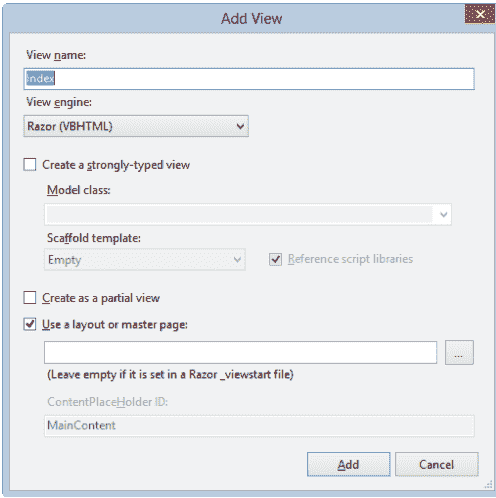 Add View
View name:
Index
View engine:
Razor (VBHTML)
Create a strongly-typed view
Model class:
Scaffold template:
Empty
Reference script libraries
Create as a partial view
Use a layout or master page:
...
(Leave empty if it is set in a Razor _viewstart file)
ContentPlaceHolder ID:
MainContent
Add
Cancel